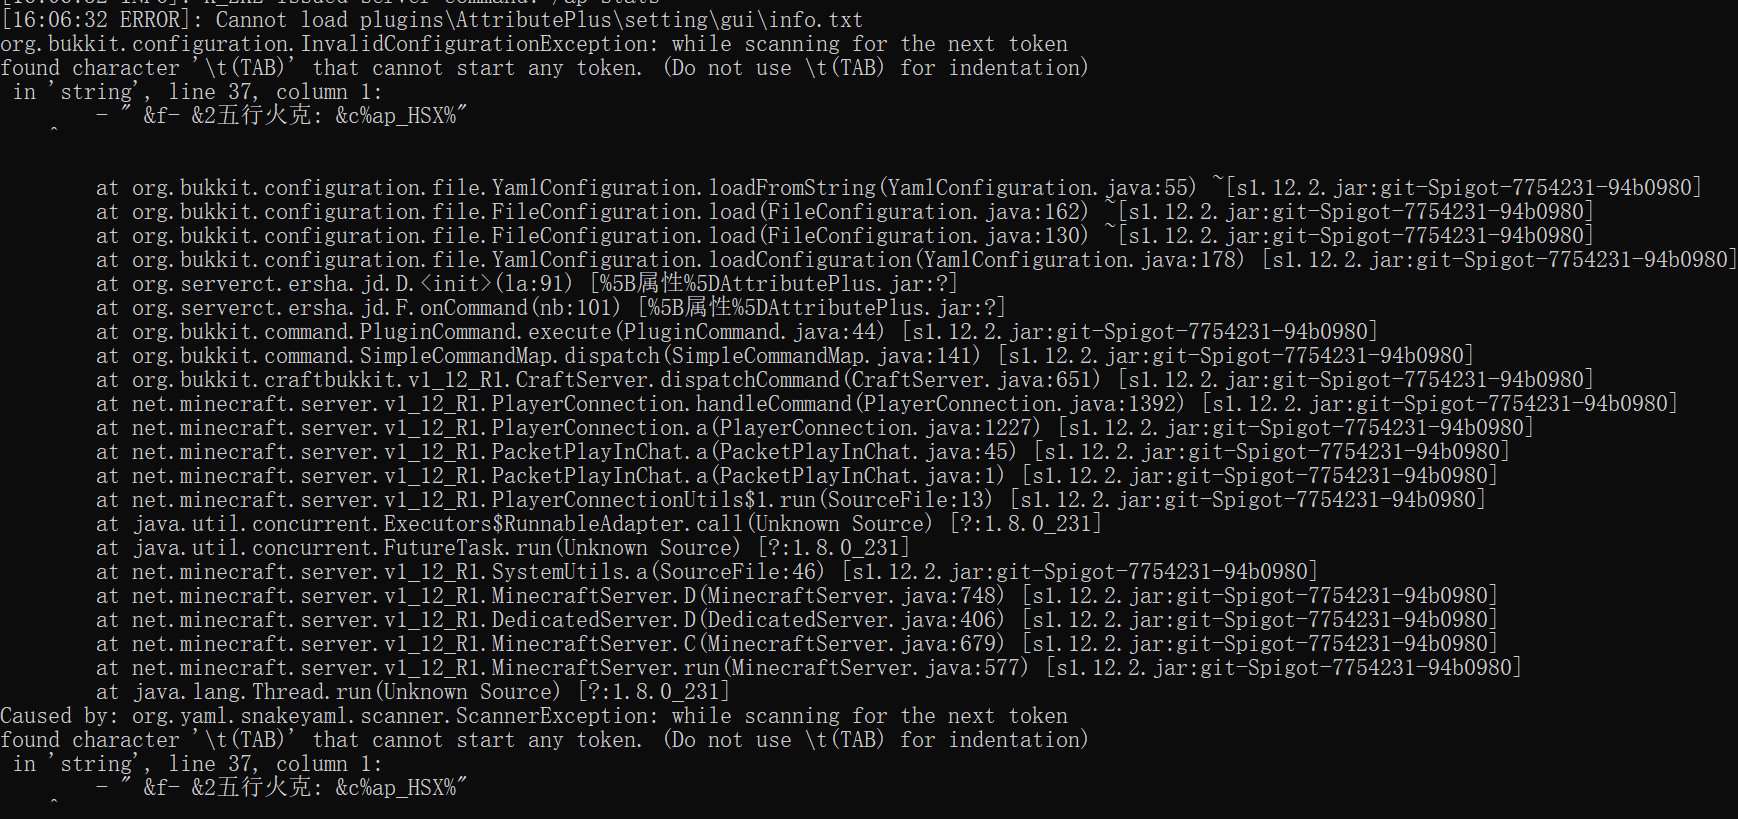 [16:06:32 ERROR]: Cannot load plugins\AttributePlus\setting\gui\info.txt
org.bukkit.configuration.InvalidConfigurationException: while scanning for the next token
found character '\t(TAB)' that cannot start any token. (Do not use \t(TAB) for indentation)
 in 'string', line 37, column 1:
        - " &f- &2五行火克: &c%ap_HSX%"
    ^
        at org.bukkit.configuration.file.YamlConfiguration.loadFromString(YamlConfiguration.java:55) ~[s1.12.2.jar:git-Spigot-7754231-94b0980]
        at org.bukkit.configuration.file.FileConfiguration.load(FileConfiguration.java:162) ~[s1.12.2.jar:git-Spigot-7754231-94b0980]
        at org.bukkit.configuration.file.FileConfiguration.load(FileConfiguration.java:130) ~[s1.12.2.jar:git-Spigot-7754231-94b0980]
        at org.bukkit.configuration.file.YamlConfiguration.loadConfiguration(YamlConfiguration.java:178) [s1.12.2.jar:git-Spigot-7754231-94b0980]
        at org.serverct.ersha.jd.D.<init>(la:91) [%5B属性%5DAttributePlus.jar:?]
        at org.serverct.ersha.jd.F.onCommand(nb:101) [%5B属性%5DAttributePlus.jar:?]
        at org.bukkit.command.PluginCommand.execute(PluginCommand.java:44) [s1.12.2.jar:git-Spigot-7754231-94b0980]
        at org.bukkit.command.SimpleCommandMap.dispatch(SimpleCommandMap.java:141) [s1.12.2.jar:git-Spigot-7754231-94b0980]
        at org.bukkit.craftbukkit.v1_12_R1.CraftServer.dispatchCommand(CraftServer.java:651) [s1.12.2.jar:git-Spigot-7754231-94b0980]
        at net.minecraft.server.v1_12_R1.PlayerConnection.handleCommand(PlayerConnection.java:1392) [s1.12.2.jar:git-Spigot-7754231-94b0980]
        at net.minecraft.server.v1_12_R1.PlayerConnection.a(PlayerConnection.java:1227) [s1.12.2.jar:git-Spigot-7754231-94b0980]
        at net.minecraft.server.v1_12_R1.PacketPlayInChat.a(PacketPlayInChat.java:45) [s1.12.2.jar:git-Spigot-7754231-94b0980]
        at net.minecraft.server.v1_12_R1.PacketPlayInChat.a(PacketPlayInChat.java:1) [s1.12.2.jar:git-Spigot-7754231-94b0980]
        at net.minecraft.server.v1_12_R1.PlayerConnectionUtils$1.run(SourceFile:13) [s1.12.2.jar:git-Spigot-7754231-94b0980]
        at java.util.concurrent.Executors$RunnableAdapter.call(Unknown Source) [?:1.8.0_231]
        at java.util.concurrent.FutureTask.run(Unknown Source) [?:1.8.0_231]
        at net.minecraft.server.v1_12_R1.SystemUtils.a(SourceFile:46) [s1.12.2.jar:git-Spigot-7754231-94b0980]
        at net.minecraft.server.v1_12_R1.MinecraftServer.D(MinecraftServer.java:748) [s1.12.2.jar:git-Spigot-7754231-94b0980]
        at net.minecraft.server.v1_12_R1.DedicatedServer.D(DedicatedServer.java:406) [s1.12.2.jar:git-Spigot-7754231-94b0980]
        at net.minecraft.server.v1_12_R1.MinecraftServer.C(MinecraftServer.java:679) [s1.12.2.jar:git-Spigot-7754231-94b0980]
        at net.minecraft.server.v1_12_R1.MinecraftServer.run(MinecraftServer.java:577) [s1.12.2.jar:git-Spigot-7754231-94b0980]
        at java.lang.Thread.run(Unknown Source) [?:1.8.0_231]
Caused by: org.yaml.snakeyaml.scanner.ScannerException: while scanning for the next token
found character '\t(TAB)' that cannot start any token. (Do not use \t(TAB) for indentation)
 in 'string', line 37, column 1:
        - " &f- &2五行火克: &c%ap_HSX%"
    ^